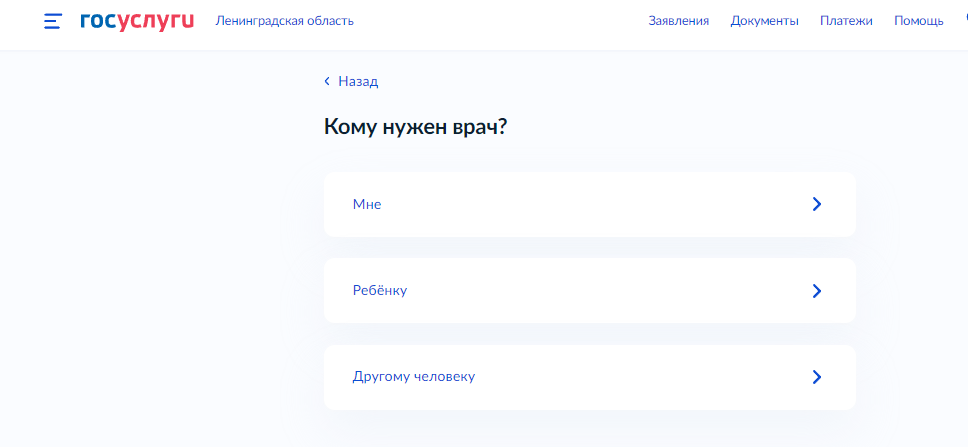 госуслуги Ленинградская область Заявления Документы Платежи Помощь
Назад
Кому нужен врач?
Мне
Ребёнку
Другому человеку